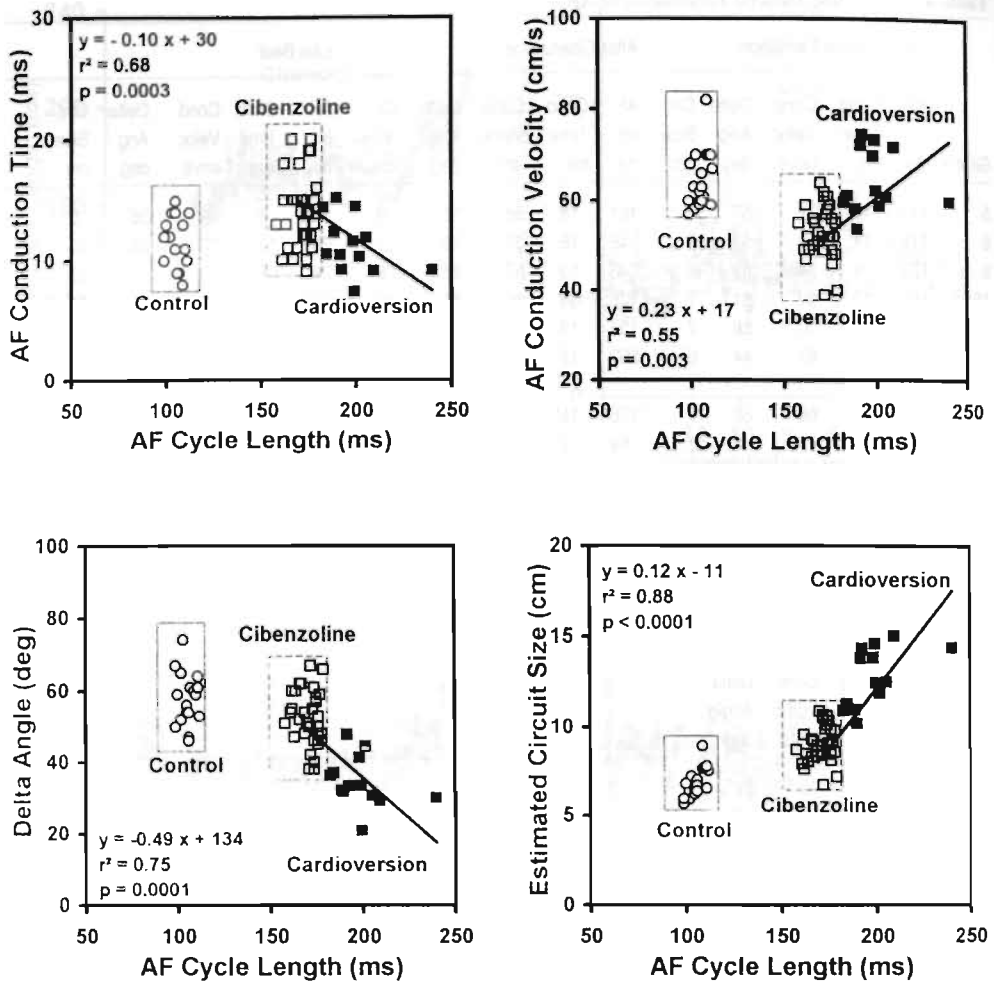 30
20
10
0
AF Conduction Time (ms)
y = - 0.10 x + 30
r² = 0.68
p = 0.0003
Cibenzoline
Control
Cardioversion
50
100
150
200
250
AF Cycle Length (ms)
100
80
60
40
20
AF Conduction Velocity (cm/s)
Cardioversion
Control
Cibenzoline
y = 0.23 x + 17
r² = 0.55
p = 0.003
50
100
150
200
250
AF Cycle Length (ms)
100
80
60
40
20
0
Delta Angle (deg)
Cibenzoline
Control
y = -0.49 x + 134
r² = 0.75
p = 0.0001
Cardioversion
50
100
150
200
250
AF Cycle Length (ms)
20
15
10
5
0
Estimated Circuit Size (cm)
y = 0.12 x - 11
r² = 0.88
p < 0.0001
Cardioversion
Control
Cibenzoline
50
100
150
200
250
AF Cycle Length (ms)